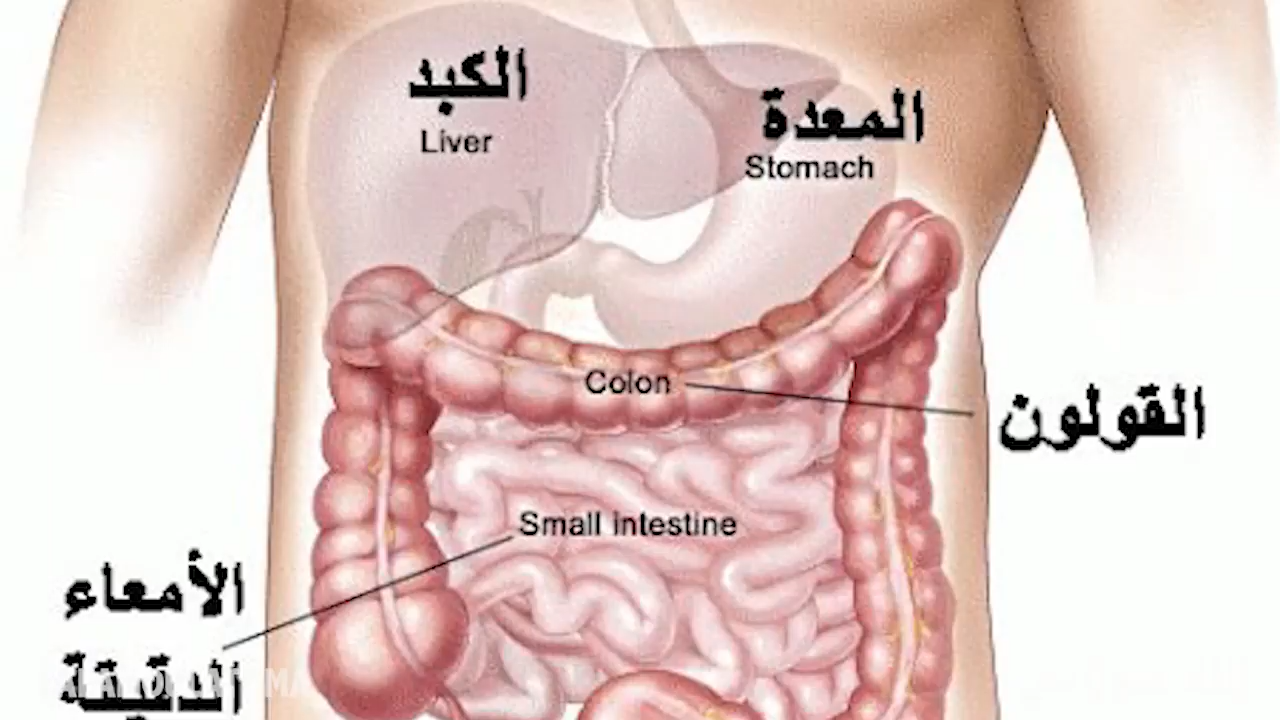 الكبد
Liver
المعدة
Stomach
Colon
القولون
Small intestine
الأمعاء
الدقيقة